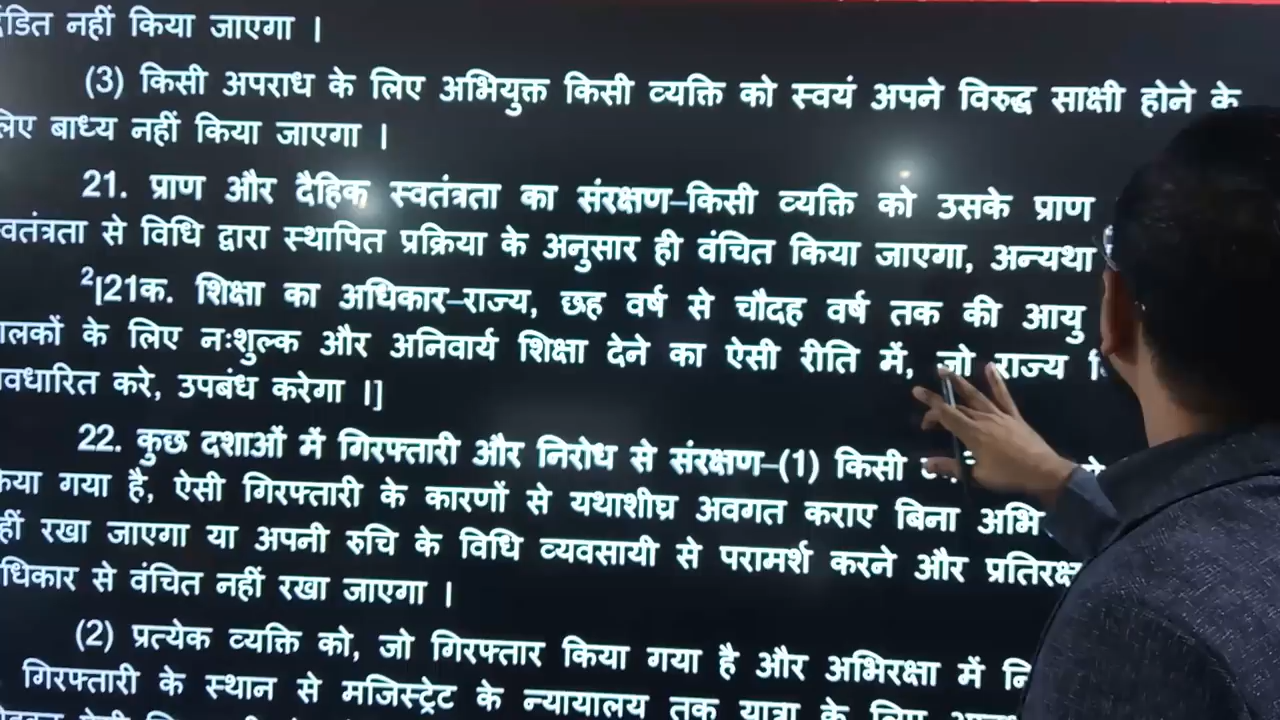 दंडित नहीं किया जाएगा ।
(3) किसी अपराध के लिए अभियुक्त किसी व्यक्ति को स्वयं अपने विरुद्ध साक्षी होने के
लिए बाध्य नहीं किया जाएगा ।
21. प्राण और दैहिक स्वतंत्रता का संरक्षण–किसी व्यक्ति को उसके प्राण
वतंत्रता से विधि द्वारा स्थापित प्रक्रिया के अनुसार ही वंचित किया जाएगा, अन्यथा
2[21क. शिक्षा का अधिकार–राज्य, छह वर्ष से चौदह वर्ष तक की आयु
ालकों के लिए नःशुल्क और अनिवार्य शिक्षा देने का ऐसी रीति में, जो राज्य
वधारित करे, उपबंध करेगा ।]
22. कुछ दशाओं में गिरफ्तारी और निरोध से संरक्षण–(1) किसी
किया गया है, ऐसी गिरफ्तारी के कारणों से यथाशीघ्र अवगत कराए बिना अभि
हीं रखा जाएगा या अपनी रुचि के विधि व्यवसायी से परामर्श करने और प्रतिरक्षा
धिकार से वंचित नहीं रखा जाएगा ।
(2) प्रत्येक व्यक्ति को, जो गिरफ्तार किया गया है और अभिरक्षा में नि
गिरफ्तारी के स्थान से मजिस्ट्रेट के न्यायालय तक यात्रा के लिए